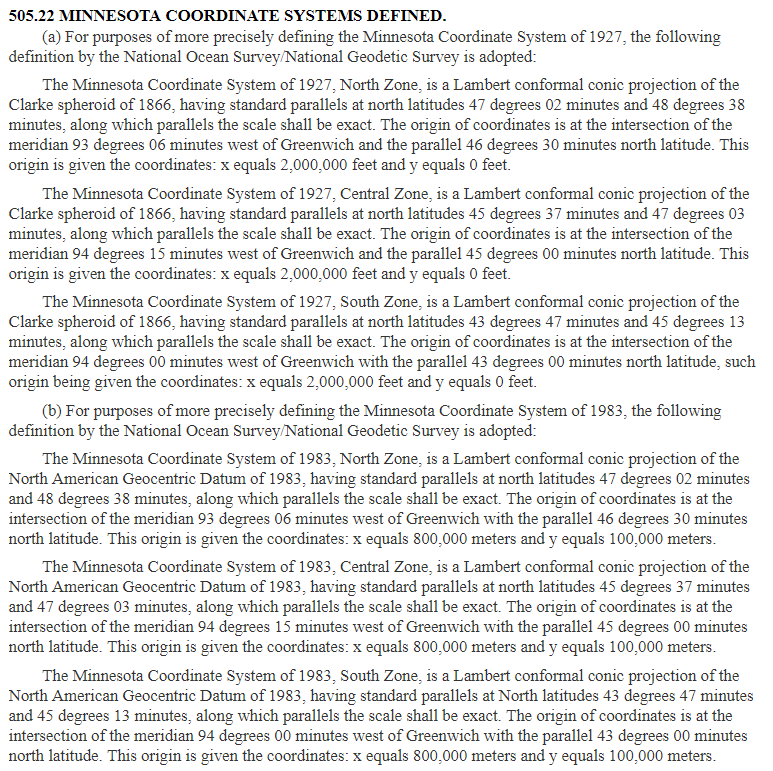 505.22 MINNESOTA COORDINATE SYSTEMS DEFINED.
(a) For purposes of more precisely defining the Minnesota Coordinate System of 1927, the following
definition by the National Ocean Survey/National Geodetic Survey is adopted:
The Minnesota Coordinate System of 1927, North Zone, is a Lambert conformal conic projection of the
Clarke spheroid of 1866, having standard parallels at north latitudes 47 degrees 02 minutes and 48 degrees 38
minutes, along which parallels the scale shall be exact. The origin of coordinates is at the intersection of the
meridian 93 degrees 06 minutes west of Greenwich and the parallel 46 degrees 30 minutes north latitude. This
origin is given the coordinates: x equals 2,000,000 feet and y equals 0 feet.
The Minnesota Coordinate System of 1927, Central Zone, is a Lambert conformal conic projection of the
Clarke spheroid of 1866, having standard parallels at north latitudes 45 degrees 37 minutes and 47 degrees 03
minutes, along which parallels the scale shall be exact. The origin of coordinates is at the intersection of the
meridian 94 degrees 15 minutes west of Greenwich and the parallel 45 degrees 00 minutes north latitude. This
origin is given the coordinates: x equals 2,000,000 feet and y equals 0 feet.
The Minnesota Coordinate System of 1927, South Zone, is a Lambert conformal conic projection of the
Clarke spheroid of 1866, having standard parallels at north latitudes 43 degrees 47 minutes and 45 degrees 13
minutes, along which parallels the scale shall be exact. The origin of coordinates is at the intersection of the
meridian 94 degrees 00 minutes west of Greenwich with the parallel 43 degrees 00 minutes north latitude, such
origin being given the coordinates: x equals 2,000,000 feet and y equals 0 feet.
(b) For purposes of more precisely defining the Minnesota Coordinate System of 1983, the following
definition by the National Ocean Survey/National Geodetic Survey is adopted:
The Minnesota Coordinate System of 1983, North Zone, is a Lambert conformal conic projection of the
North American Geocentric Datum of 1983, having standard parallels at north latitudes 47 degrees 02 minutes
and 48 degrees 38 minutes, along which parallels the scale shall be exact. The origin of coordinates is at the
intersection of the meridian 93 degrees 06 minutes west of Greenwich with the parallel 46 degrees 30 minutes
north latitude. This origin is given the coordinates: x equals 800,000 meters and y equals 100,000 meters.
The Minnesota Coordinate System of 1983, Central Zone, is a Lambert conformal conic projection of the
North American Geocentric Datum of 1983, having standard parallels at north latitudes 45 degrees 37 minutes
and 47 degrees 03 minutes, along which parallels the scale shall be exact. The origin of coordinates is at the
intersection of the meridian 94 degrees 15 minutes west of Greenwich with the parallel 45 degrees 00 minutes
north latitude. This origin is given the coordinates: x equals 800,000 meters and y equals 100,000 meters.
The Minnesota Coordinate System of 1983, South Zone, is a Lambert conformal conic projection of the
North American Geocentric Datum of 1983, having standard parallels at North latitudes 43 degrees 47 minutes
and 45 degrees 13 minutes, along which parallels the scale shall be exact. The origin of coordinates is at the
intersection of the meridian 94 degrees 00 minutes west of Greenwich with the parallel 43 degrees 00 minutes
north latitude. This origin is given the coordinates: x equals 800,000 meters and y equals 100,000 meters.